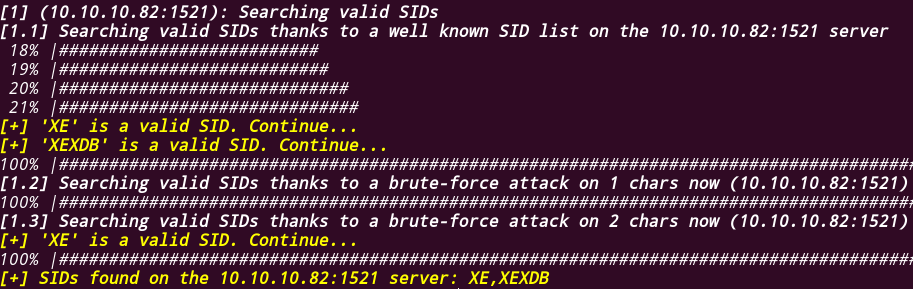 [1] (10.10.10.82:1521): Searching valid SIDs
[1.1] Searching valid SIDs thanks to a well known SID list on the 10.10.10.82:1521 server
18% |##########################
19% |###########################
20% |#############################
21% |##############################
[+] 'XE' is a valid SID. Continue...
[+] 'XEXDB' is a valid SID. Continue...
100% |######################################################################################
[1.2] Searching valid SIDs thanks to a brute-force attack on 1 chars now (10.10.10.82:1521)
100% |######################################################################################
[1.3] Searching valid SIDs thanks to a brute-force attack on 2 chars now (10.10.10.82:1521)
[+] 'XE' is a valid SID. Continue...
100% |######################################################################################
[+] SIDs found on the 10.10.10.82:1521 server: XE,XEXDB